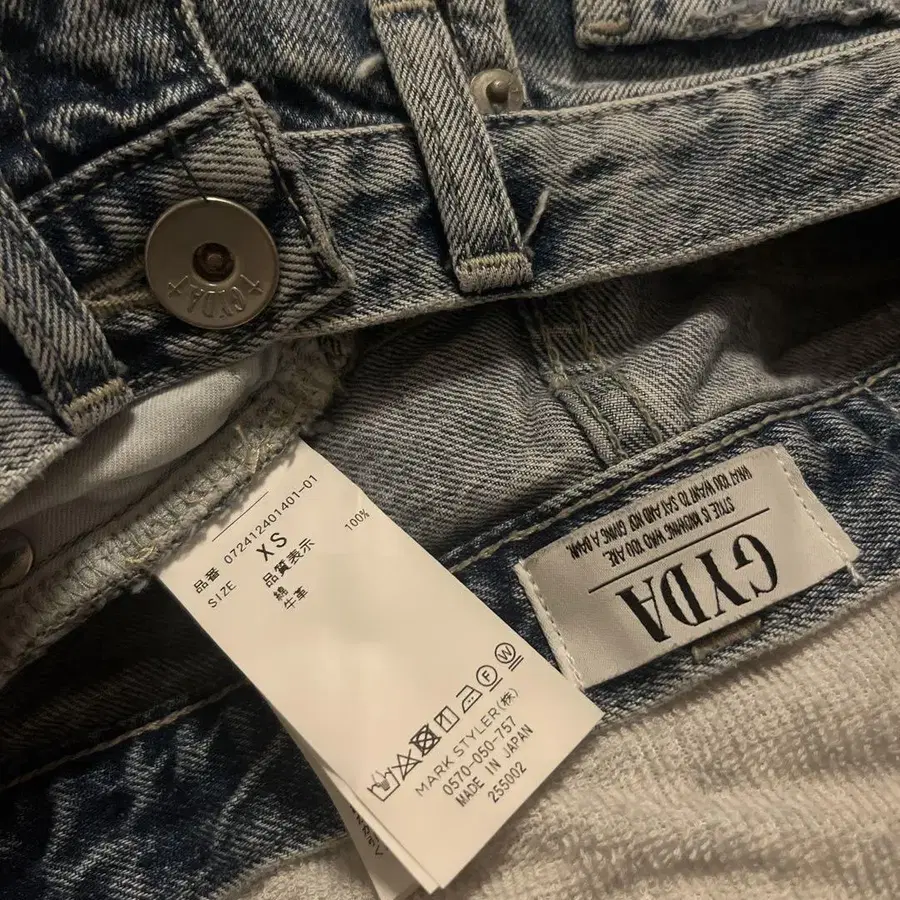 GYDA
品番 072412401401-01
SIZE XS
品質表示
綿 100%
牛革
MARK STYLER(株)
0570-050-757
MADE IN JAPAN
255002
GYDA
STYLE IS KNOWING WHO YOU ARE,
WHAT YOU WANT TO SAY AND NOT GIVING A DAMN.